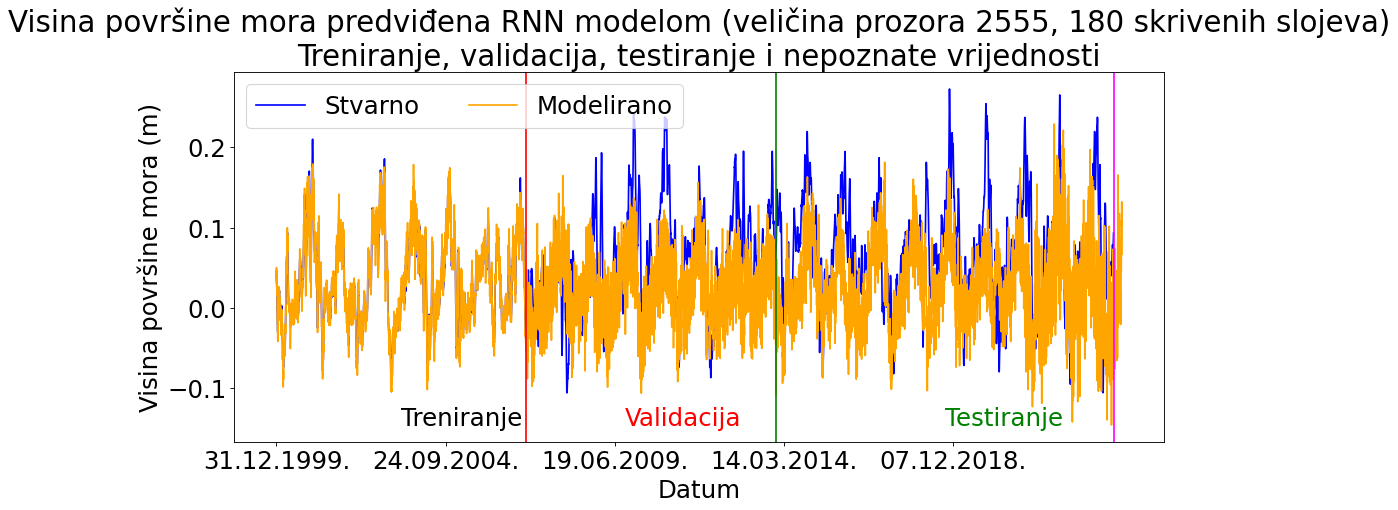 Visina površine mora predviđena RNN modelom (veličina prozora 2555, 180 skrivenih slojeva)
Treniranje, validacija, testiranje i nepoznate vrijednosti
Stvarno Modelirano
Visina površine mora (m)
0.2
0.1
0.0
−0.1
Treniranje Validacija Testiranje
31.12.1999. 24.09.2004. 19.06.2009. 14.03.2014. 07.12.2018.
Datum